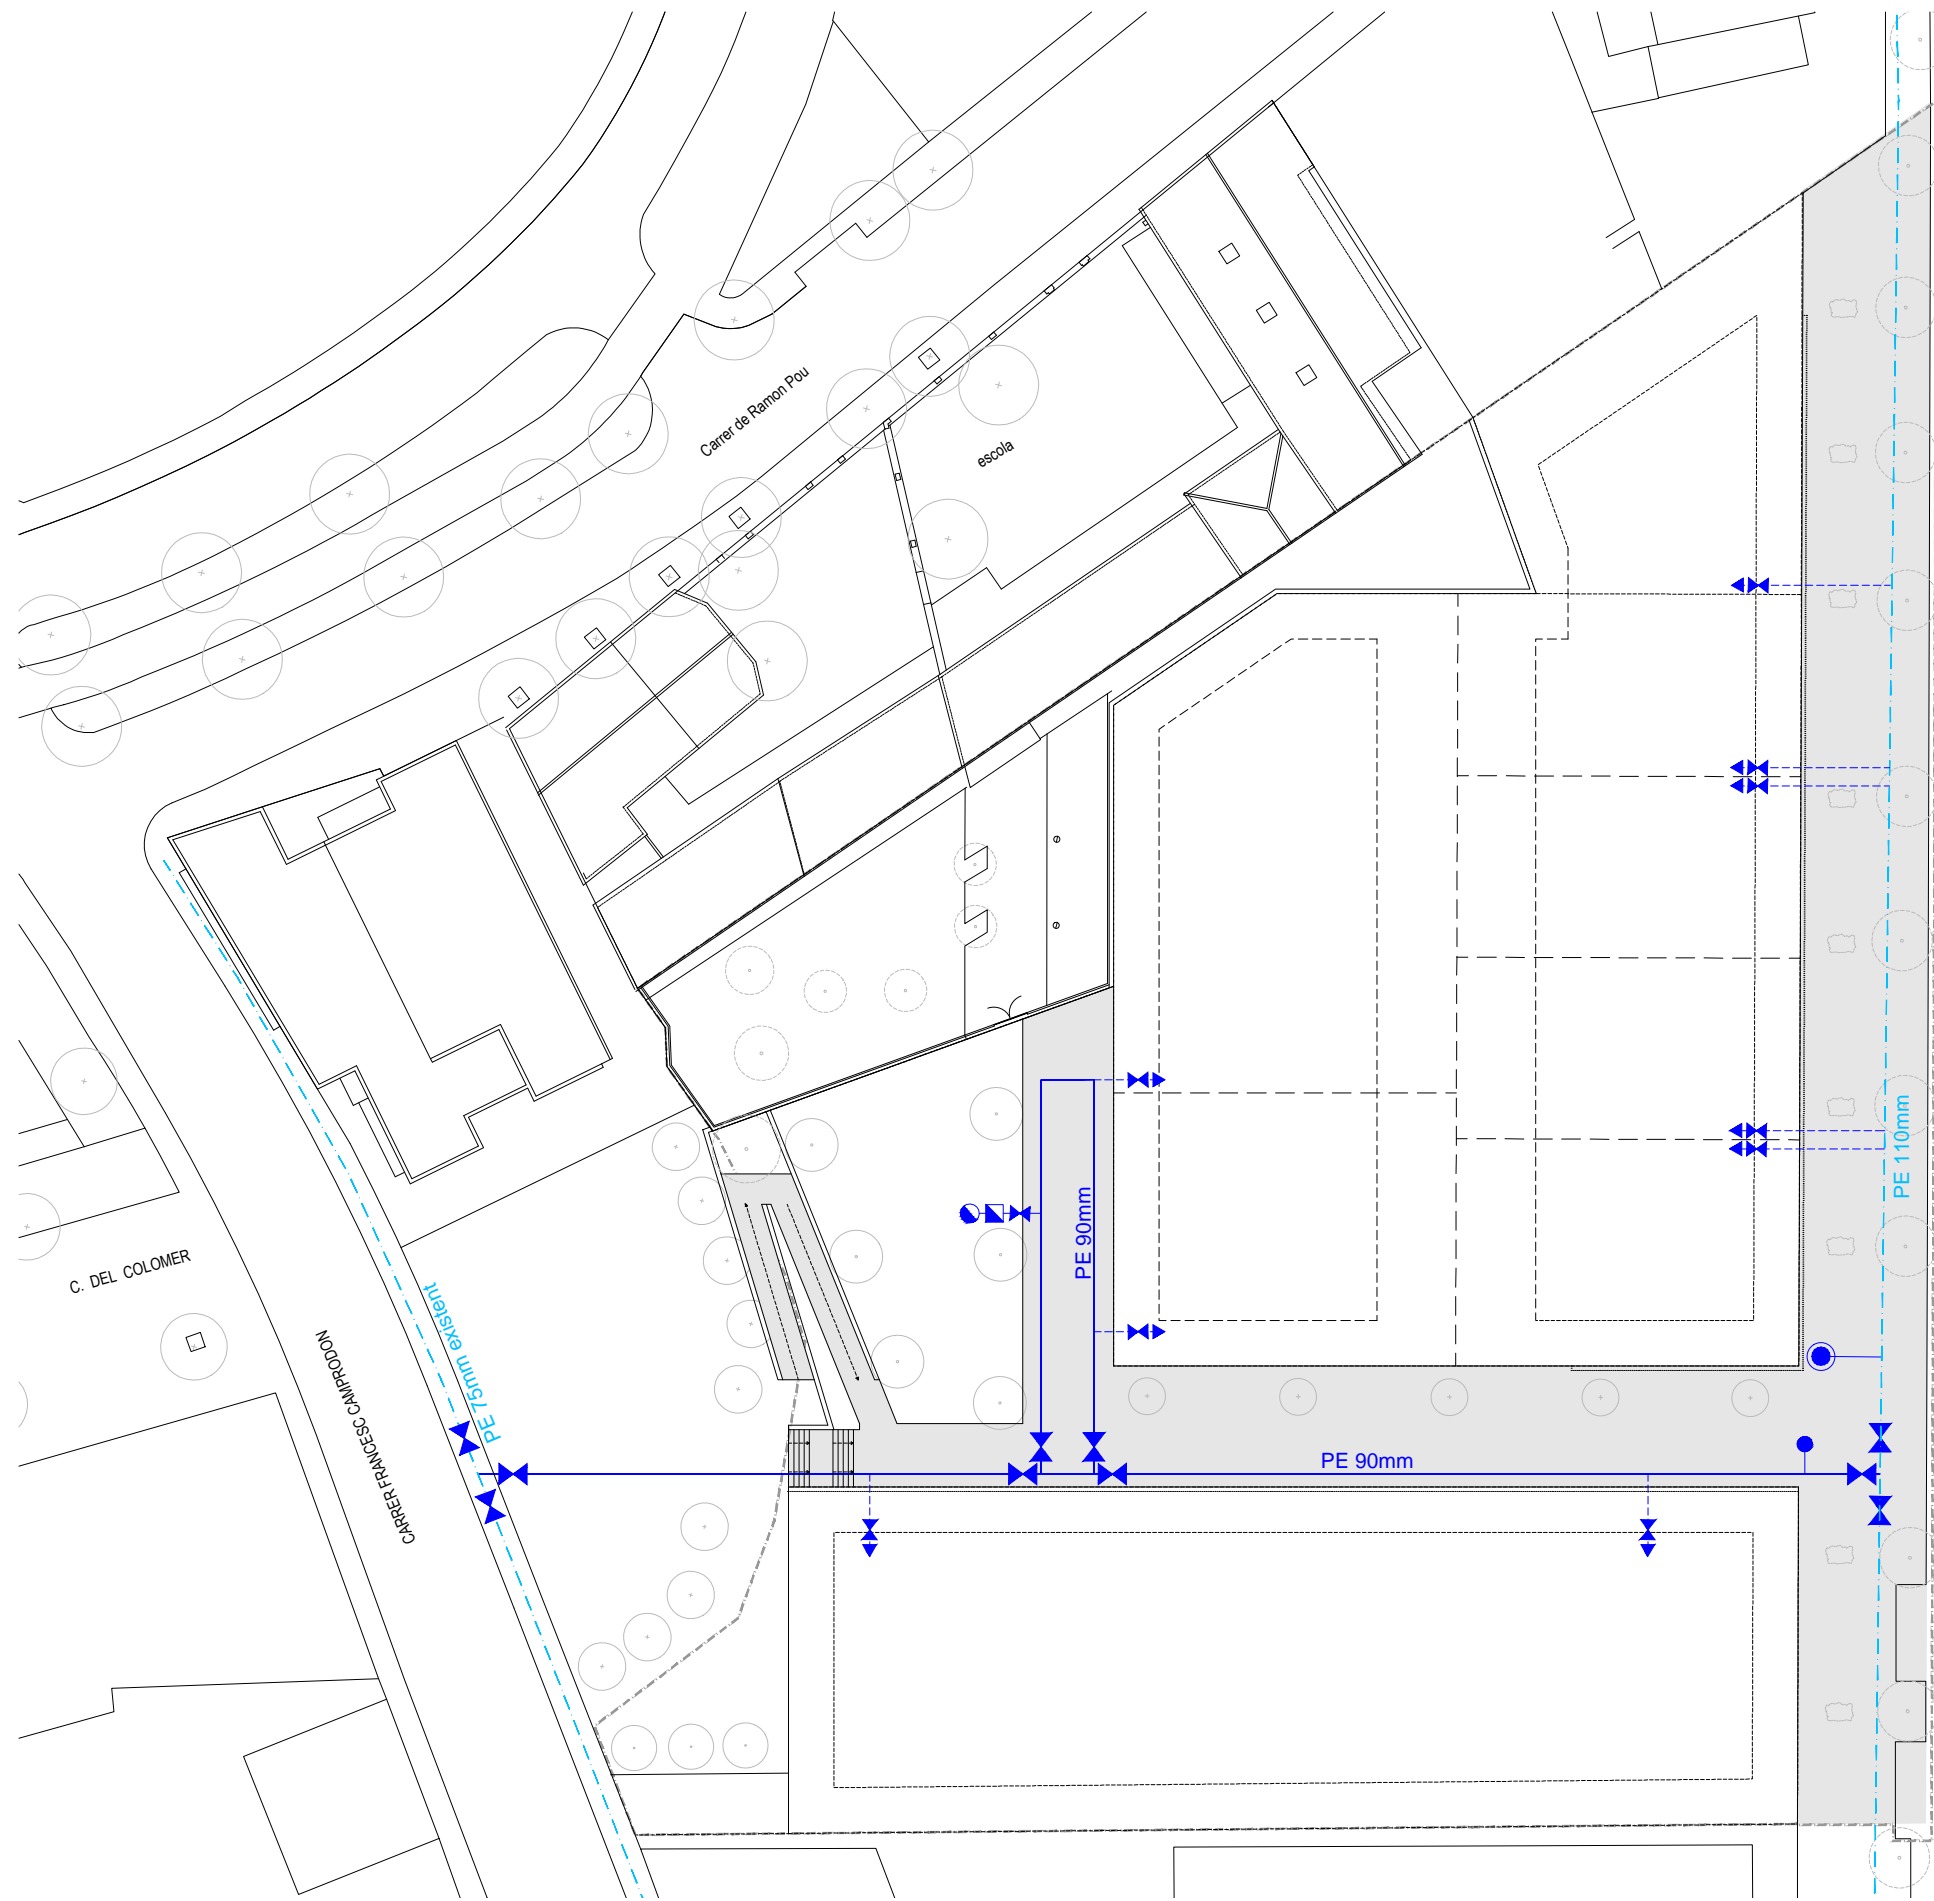 Carrer de Ramon Pou
escola
PE 110mm
PE 90mm
C. DEL COLOMER
PE 75mm existent
CARRER FRANCESC CAMPRODON
PE 90mm